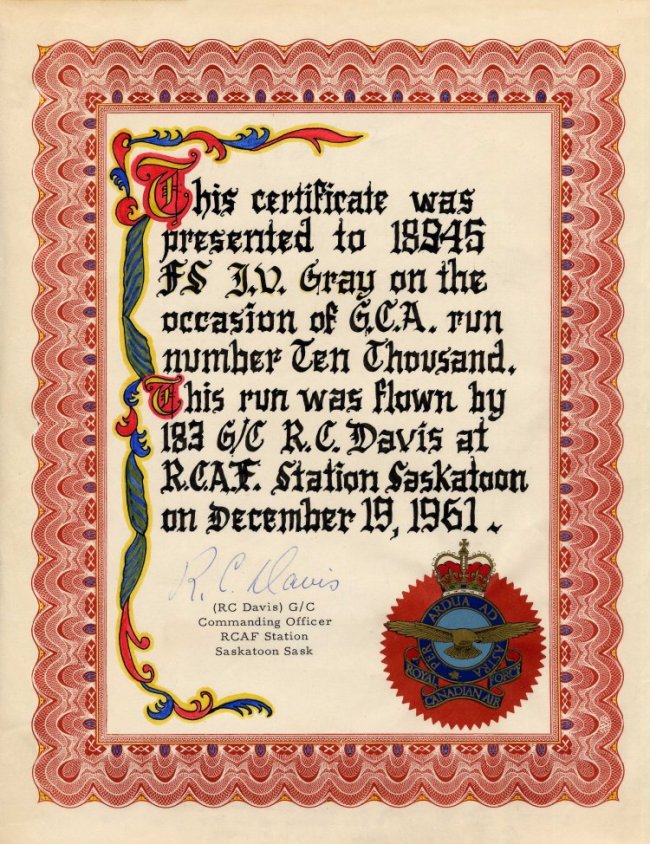 This certificate was
presented to 18945
FS J.V. Gray on the
occasion of G.C.A. run
number Ten Thousand.
This run was flown by
183 G/C R.C. Davis at
R.C.A.F. Station Saskatoon
on December 19, 1961.
R. C. Davis
(RC Davis) G/C
Commanding Officer
RCAF Station
Saskatoon Sask
PER ARDUA AD ASTRA
ROYAL CANADIAN AIR FORCE